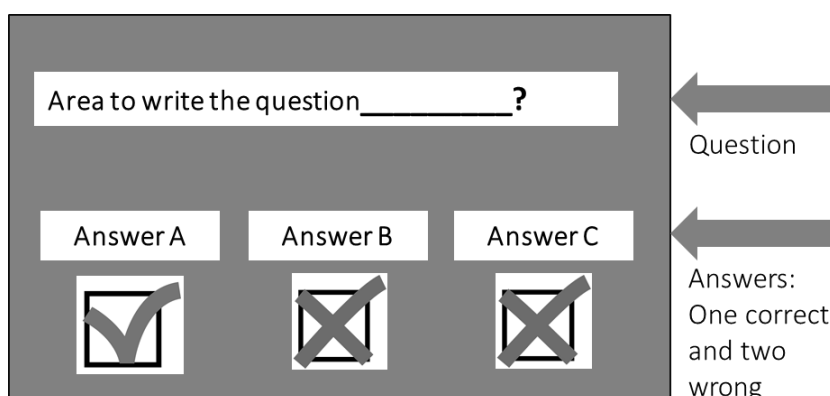 Area to write the question__________?
Question
Answer A
Answer B
Answer C
Answers:
One correct
and two
wrong